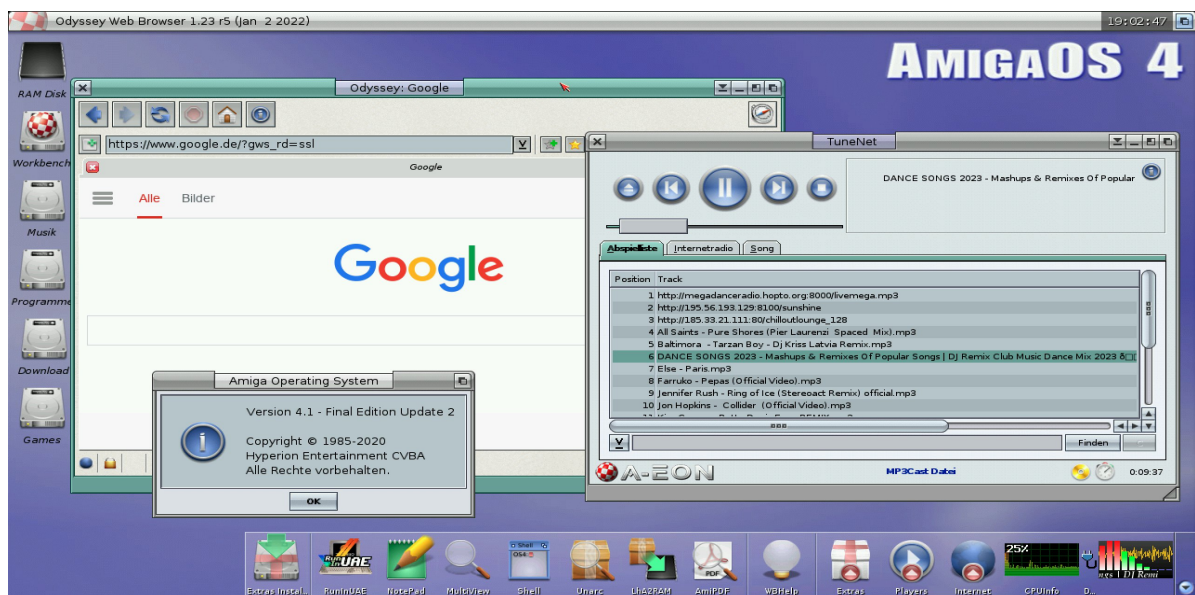 Odyssey Web Browser 1.23 r5 (Jan 2 2022)
19:02:47
AMIGAOS 4
RAM Disk
Workbench
Musik
Programme
Download
Games
Odyssey: Google
https://www.google.de/?gws_rd=ssl
Google
Alle Bilder
Google
Amiga Operating System
Version 4.1 - Final Edition Update 2
Copyright © 1985-2020
Hyperion Entertainment CVBA
Alle Rechte vorbehalten.
OK
TuneNet
DANCE SONGS 2023 - Mashups & Remixes Of Popular
Abspielliste Internetradio Song
Position Track
1 http://megadanceradio.hopto.org:8000/livemega.mp3
2 http://195.56.193.129:8100/sunshine
3 http://185.33.21.111:80/chilloutlounge_128
4 All Saints - Pure Shores (Pier Laurenzi Spaced Mix).mp3
5 Baltimora - Tarzan Boy - Dj Kriss Latvia Remix.mp3
6 DANCE SONGS 2023 - Mashups & Remixes Of Popular Songs | DJ Remix Club Music Dance Mix 2023
7 Else - Paris.mp3
8 Farruko - Pepas (Official Video).mp3
9 Jennifer Rush - Ring of Ice (Stereoact Remix) official.mp3
10 Jon Hopkins - Collider (Official Video).mp3
Finden
A-EON
MP3Cast Datei
0:09:37
OS4:
PDF
25%
Extras Instal.. RunInUAE NotePad MultiView Shell Unarc LhA2RAM AmiPDF WBHelp Extras Players Internet CPUInfo D...